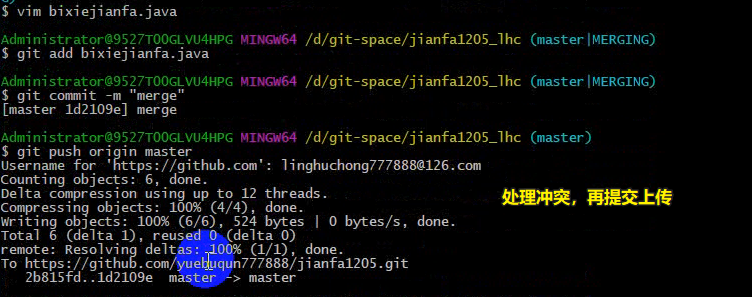 $ vim bixiejianfa.java
Administrator@9527TOOGLVU4HPG MINGW64 /d/git-space/jianfa1205_lhc (master|MERGING)
$ git add bixiejianfa.java
Administrator@9527TOOGLVU4HPG MINGW64 /d/git-space/jianfa1205_lhc (master|MERGING)
$ git commit -m "merge"
[master 1d2109e] merge
Administrator@9527TOOGLVU4HPG MINGW64 /d/git-space/jianfa1205_lhc (master)
$ git push origin master
Username for 'https://github.com': linghuchong777888@126.com
Counting objects: 6, done.
Delta compression using up to 12 threads.
处理冲突，再提交上传
Compressing objects: 100% (4/4), done.
Writing objects: 100% (6/6), 524 bytes | 0 bytes/s, done.
Total 6 (delta 1), reused 0 (delta 0)
remote: Resolving deltas: 100% (1/1), done.
To https://github.com/yuebuqun777888/jianfa1205.git
2b815fd..1d2109e master -> master